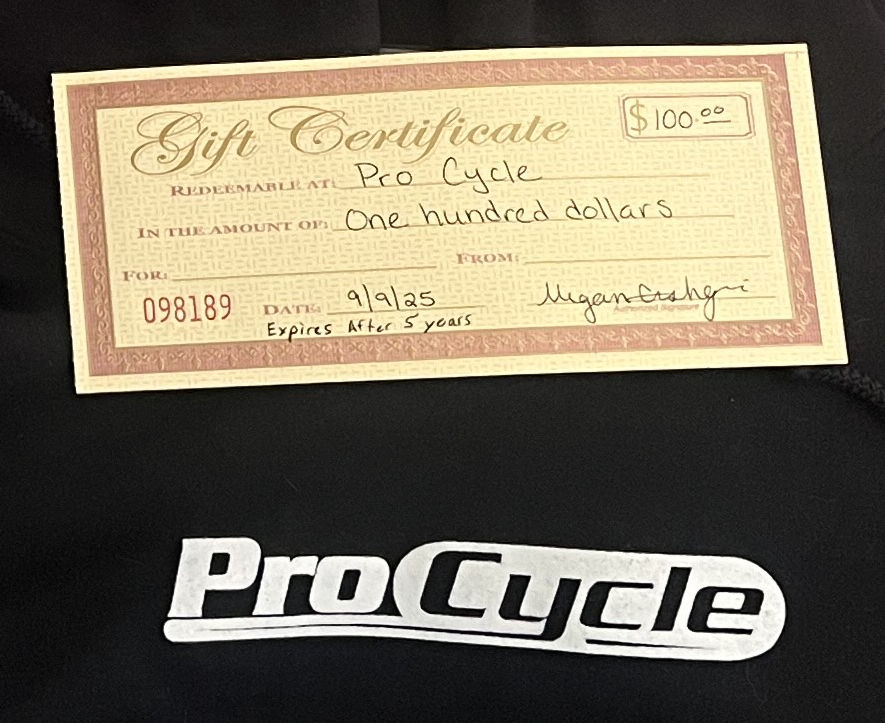 Gift Certificate
$100.00
REDEEMABLE AT: Pro Cycle
IN THE AMOUNT OF: One hundred dollars
FOR:
FROM:
098189
DATE: 9/9/25
Megan
Authorized Signature
Expires After 5 years
ProCycle